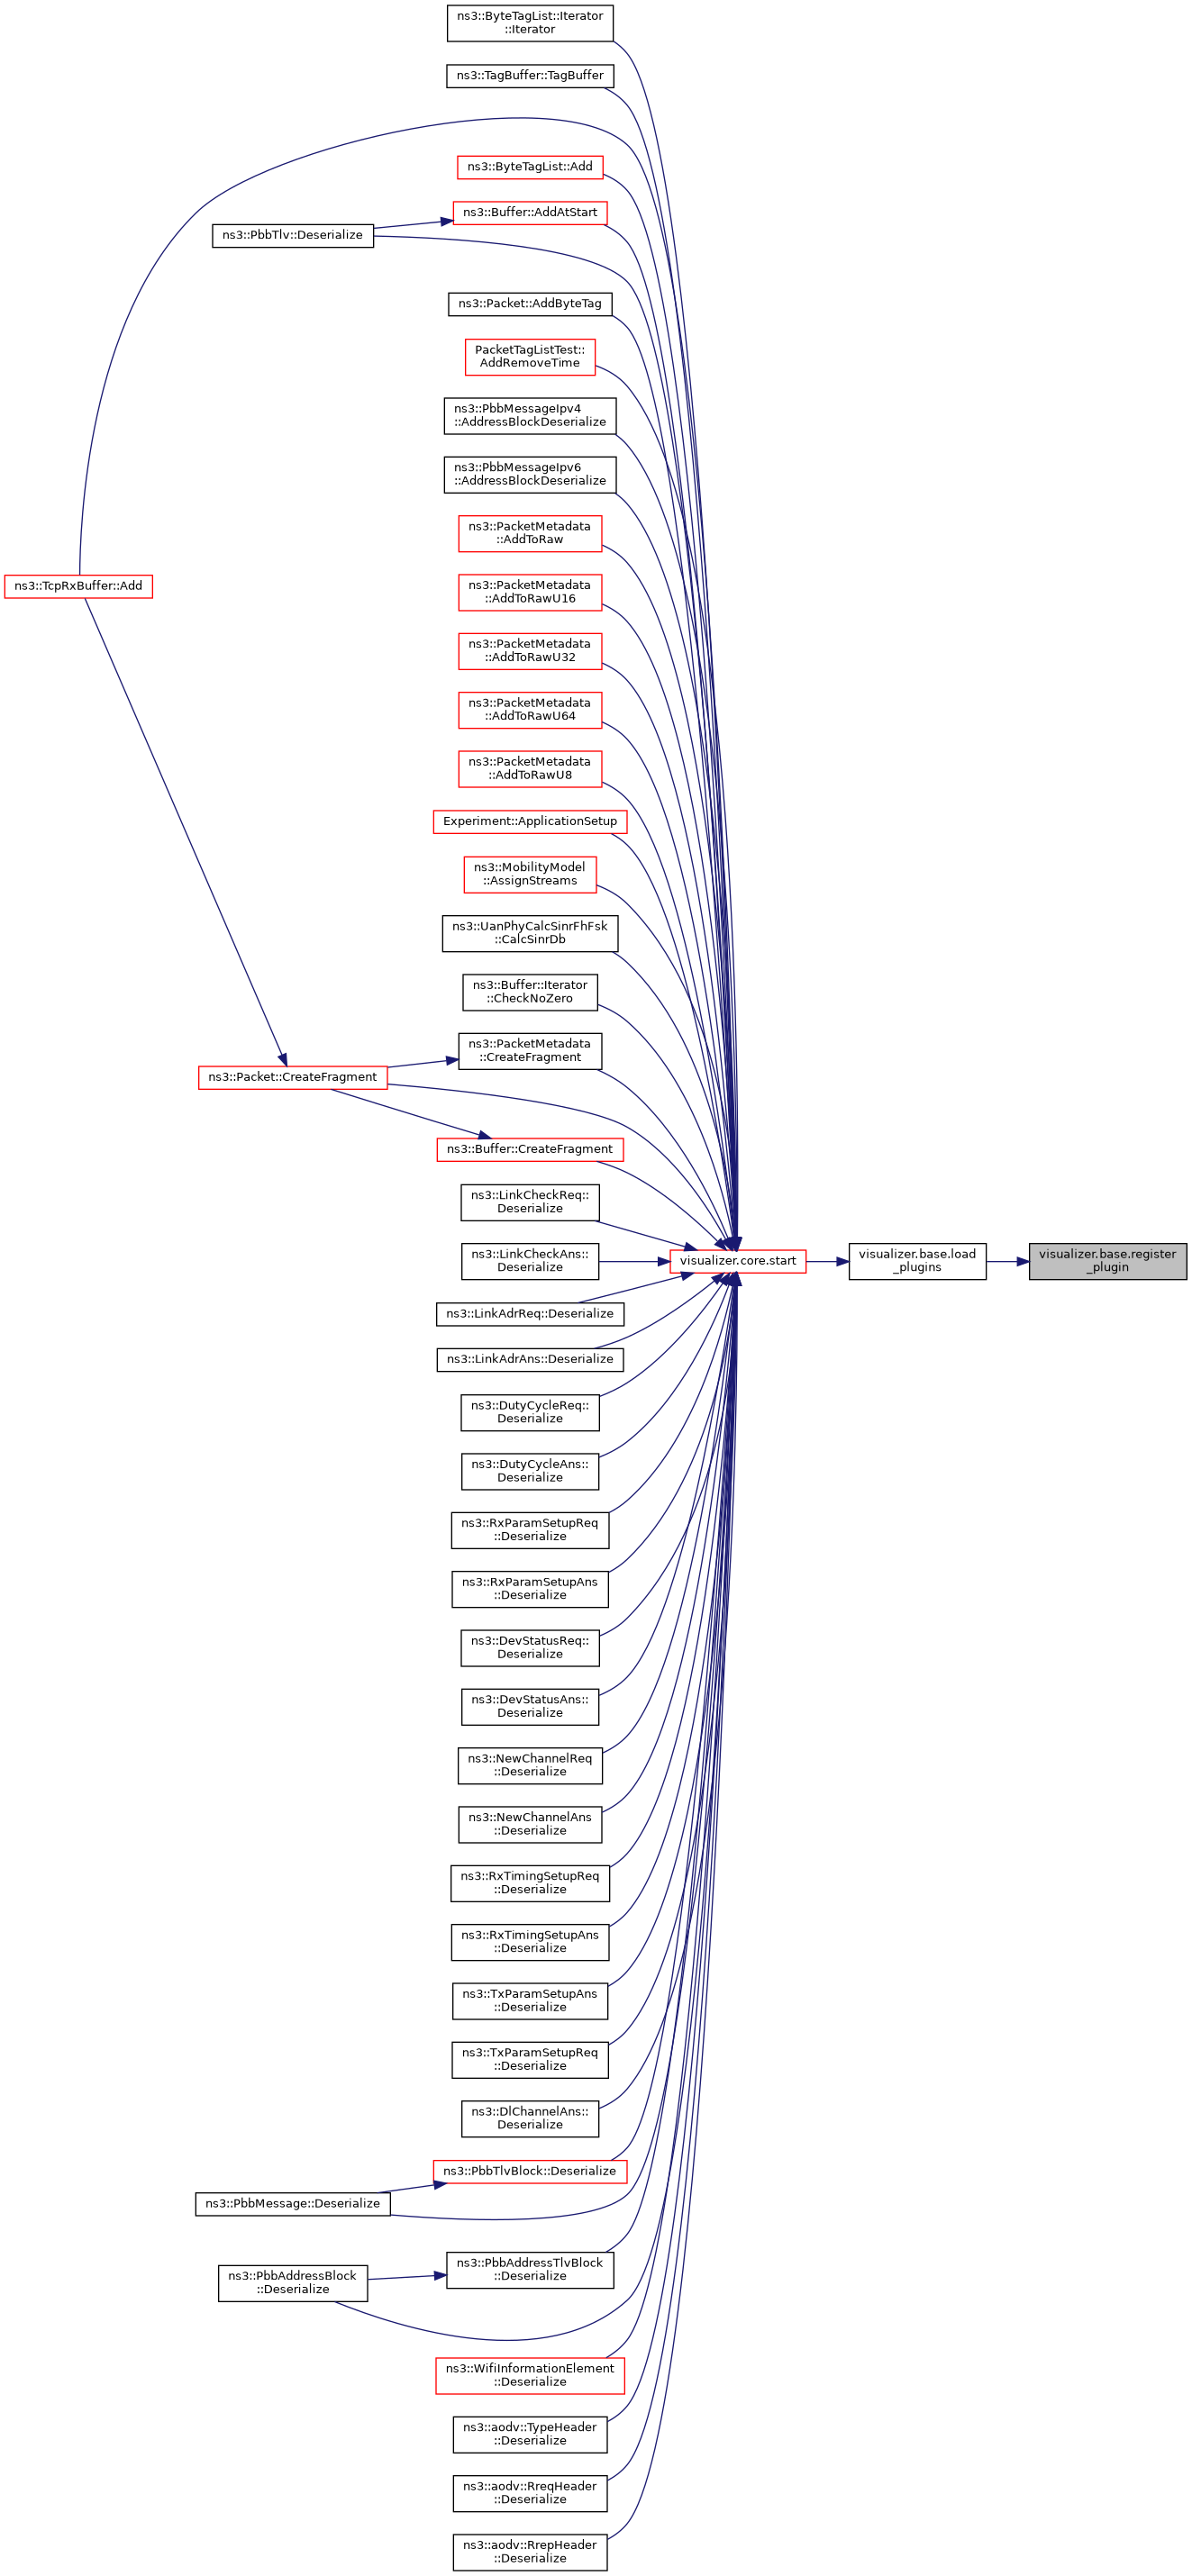 ns3::ByteTagList::Iterator
::Iterator
ns3::TagBuffer::TagBuffer
ns3::ByteTagList::Add
ns3::Buffer::AddAtStart
ns3::PbbTlv::Deserialize
ns3::Packet::AddByteTag
PacketTagListTest::
AddRemoveTime
ns3::PbbMessageIpv4
::AddressBlockDeserialize
ns3::PbbMessageIpv6
::AddressBlockDeserialize
ns3::PacketMetadata
::AddToRaw
ns3::TcpRxBuffer::Add
ns3::PacketMetadata
::AddToRawU16
ns3::PacketMetadata
::AddToRawU32
ns3::PacketMetadata
::AddToRawU64
ns3::PacketMetadata
::AddToRawU8
Experiment::ApplicationSetup
ns3::MobilityModel
::AssignStreams
ns3::UanPhyCalcSinrFhFsk
::CalcSinrDb
ns3::Buffer::Iterator
::CheckNoZero
ns3::PacketMetadata
::CreateFragment
ns3::Packet::CreateFragment
ns3::Buffer::CreateFragment
ns3::LinkCheckReq::
Deserialize
ns3::LinkCheckAns::
Deserialize
visualizer.core.start
visualizer.base.load
_plugins
visualizer.base.register
_plugin
ns3::LinkAdrReq::Deserialize
ns3::LinkAdrAns::Deserialize
ns3::DutyCycleReq::
Deserialize
ns3::DutyCycleAns::
Deserialize
ns3::RxParamSetupReq
::Deserialize
ns3::RxParamSetupAns
::Deserialize
ns3::DevStatusReq::
Deserialize
ns3::DevStatusAns::
Deserialize
ns3::NewChannelReq
::Deserialize
ns3::NewChannelAns
::Deserialize
ns3::RxTimingSetupReq
::Deserialize
ns3::RxTimingSetupAns
::Deserialize
ns3::TxParamSetupAns
::Deserialize
ns3::TxParamSetupReq
::Deserialize
ns3::DlChannelAns::
Deserialize
ns3::PbbTlvBlock::Deserialize
ns3::PbbMessage::Deserialize
ns3::PbbAddressTlvBlock
::Deserialize
ns3::PbbAddressBlock
::Deserialize
ns3::WifiInformationElement
::Deserialize
ns3::aodv::TypeHeader
::Deserialize
ns3::aodv::RreqHeader
::Deserialize
ns3::aodv::RrepHeader
::Deserialize